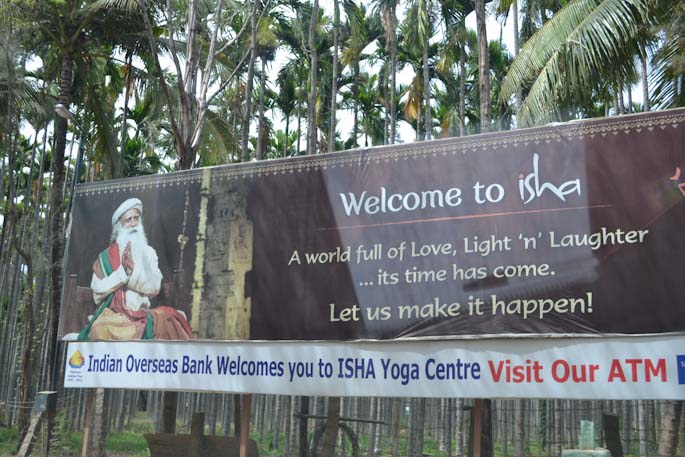 Welcome to isha
A world full of Love, Light 'n' Laughter
...its time has come.
Let us make it happen!
Indian Overseas Bank Welcomes you to ISHA Yoga Centre Visit Our ATM